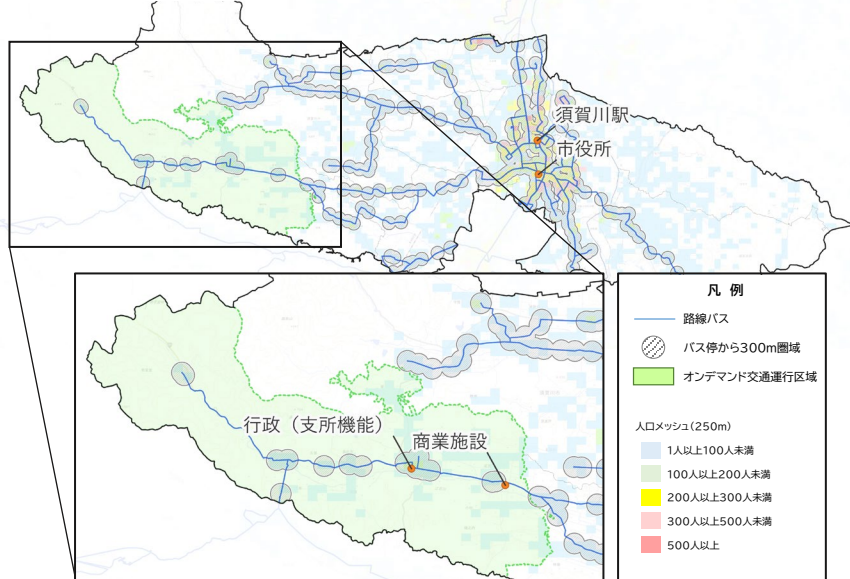 須賀川駅
市役所
行政（支所機能）
商業施設
凡 例
路線バス
バス停から300m圏域
オンデマンド交通運行区域
人口メッシュ(250m)
1人以上100人未満
100人以上200人未満
200人以上300人未満
300人以上500人未満
500人以上